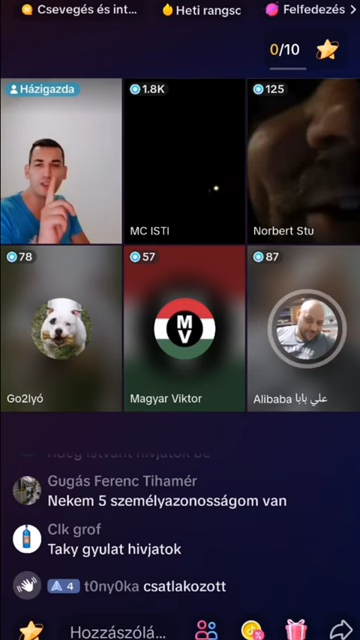 Csevegés és int...
Heti rangsc
Felfedezés
0/10
Házigazda
1.8K
125
MC ISTI
Norbert Stu
78
57
87
MV
Go2lyó
Magyar Viktor
Alibaba علي بابا
hivjatok be
Gugás Ferenc Tihamér
Nekem 5 személyazonosságom van
Clk grof
Taky gyulat hivjatok
4 t0ny0ka csatlakozott
Hozzászólá...